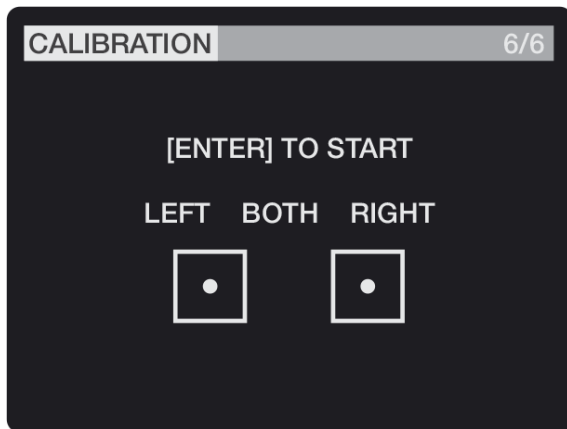 CALIBRATION 6/6
[ENTER] TO START
LEFT BOTH RIGHT